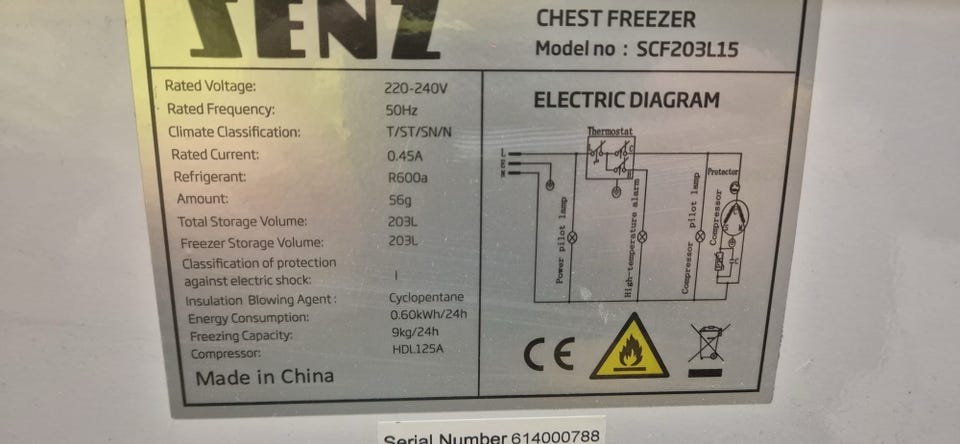 SENZ
CHEST FREEZER
Model no : SCF203L15
Rated Voltage: 220-240V
Rated Frequency: 50Hz
Climate Classification: T/ST/SN/N
Rated Current: 0.45A
Refrigerant: R600a
Amount: 56g
Total Storage Volume: 203L
Freezer Storage Volume: 203L
Classification of protection
against electric shock: I
Insulation Blowing Agent : Cyclopentane
Energy Consumption: 0.60kWh/24h
Freezing Capacity: 9kg/24h
Compressor: HDL125A
Made in China
ELECTRIC DIAGRAM
Thermostat
L
E
N
Protector
Power pilot lamp
High-temperature alarm
Compressor pilot lamp
Compressor
CE
Serial Number 614000788